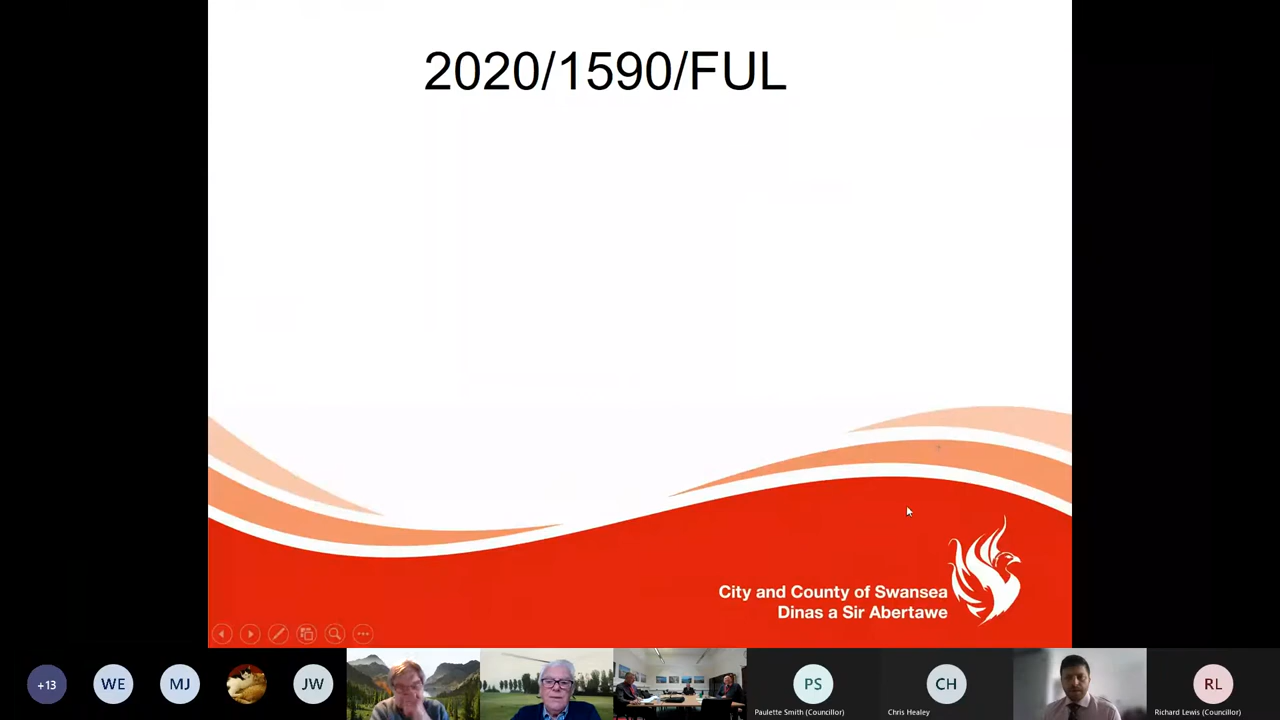 2020/1590/FUL
City and County of Swansea
Dinas a Sir Abertawe
+13
WE
MJ
JW
PS
Paulette Smith (Councillor)
CH
Chris Healey
RL
Richard Lewis (Councillor)